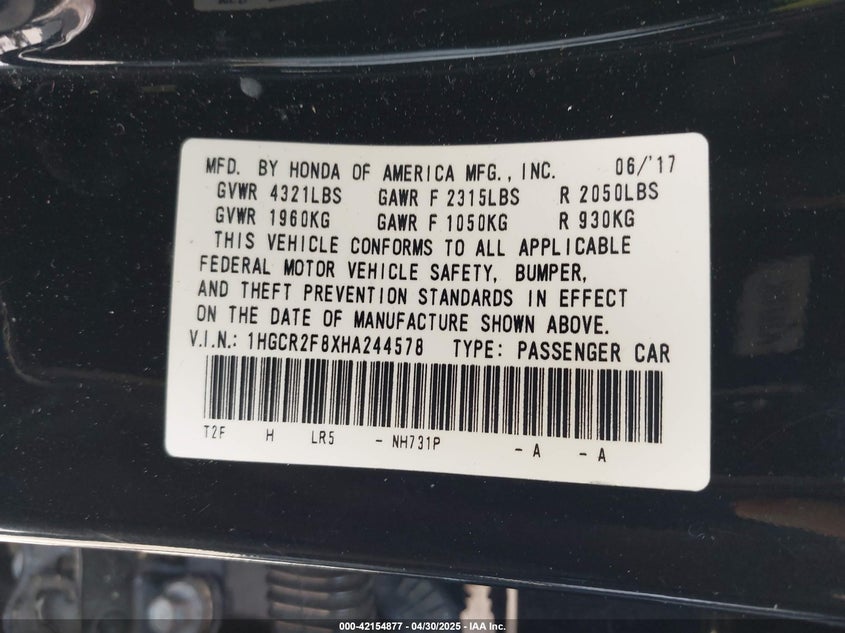 MFD. BY HONDA OF AMERICA MFG., INC. 06/'17
GVWR 4321LBS GAWR F 2315LBS R 2050LBS
GVWR 1960KG GAWR F 1050KG R 930KG
THIS VEHICLE CONFORMS TO ALL APPLICABLE
FEDERAL MOTOR VEHICLE SAFETY, BUMPER,
AND THEFT PREVENTION STANDARDS IN EFFECT
ON THE DATE OF MANUFACTURE SHOWN ABOVE.
V.I.N.: 1HGCR2F8XHA244578 TYPE: PASSENGER CAR
T2F H LR5 - NH731P - A - A
000-42154877 - 04/30/2025 - IAA Inc.